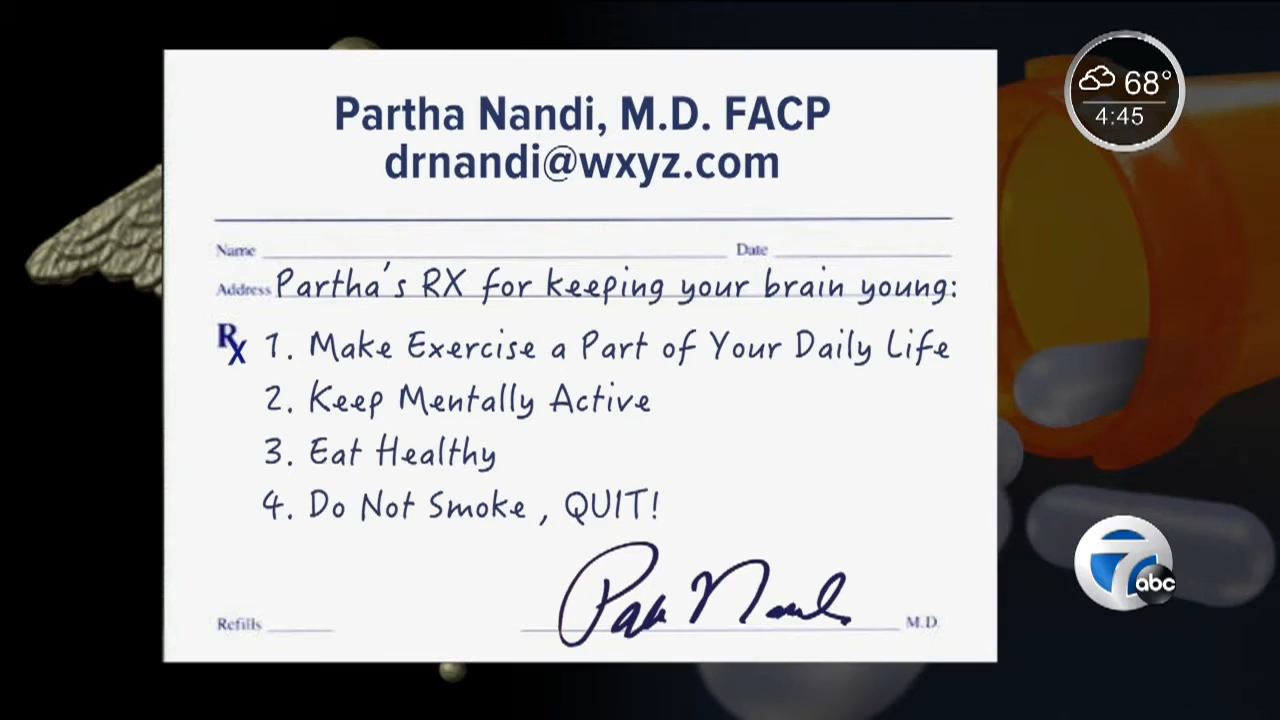 Partha Nandi, M.D. FACP
drnandi@wxyz.com
68°
4:45
Name Date
Address Partha's RX for keeping your brain young:
Rx 1. Make Exercise a Part of Your Daily Life
2. Keep Mentally Active
3. Eat Healthy
4. Do Not Smoke, QUIT!
Refills M.D.
7 abc